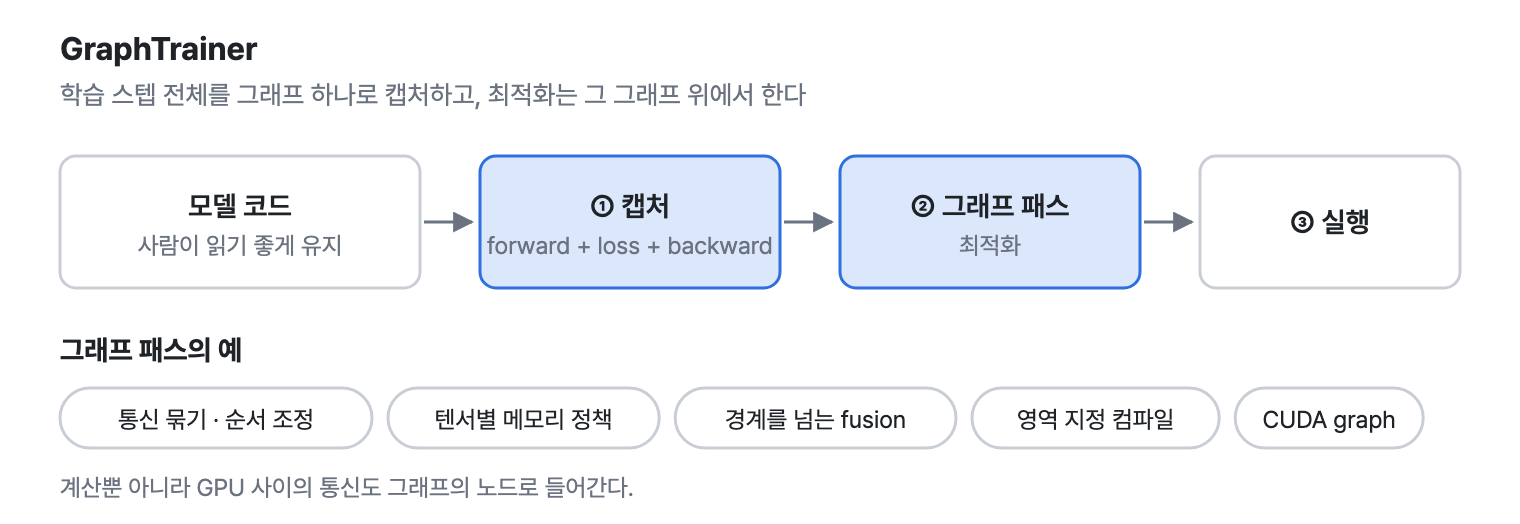 GraphTrainer
학습 스텝 전체를 그래프 하나로 캡처하고, 최적화는 그 그래프 위에서 한다
모델 코드
사람이 읽기 좋게 유지
① 캡처
forward + loss + backward
② 그래프 패스
최적화
③ 실행
그래프 패스의 예
통신 묶기 · 순서 조정
텐서별 메모리 정책
경계를 넘는 fusion
영역 지정 컴파일
CUDA graph
계산뿐 아니라 GPU 사이의 통신도 그래프의 노드로 들어간다.